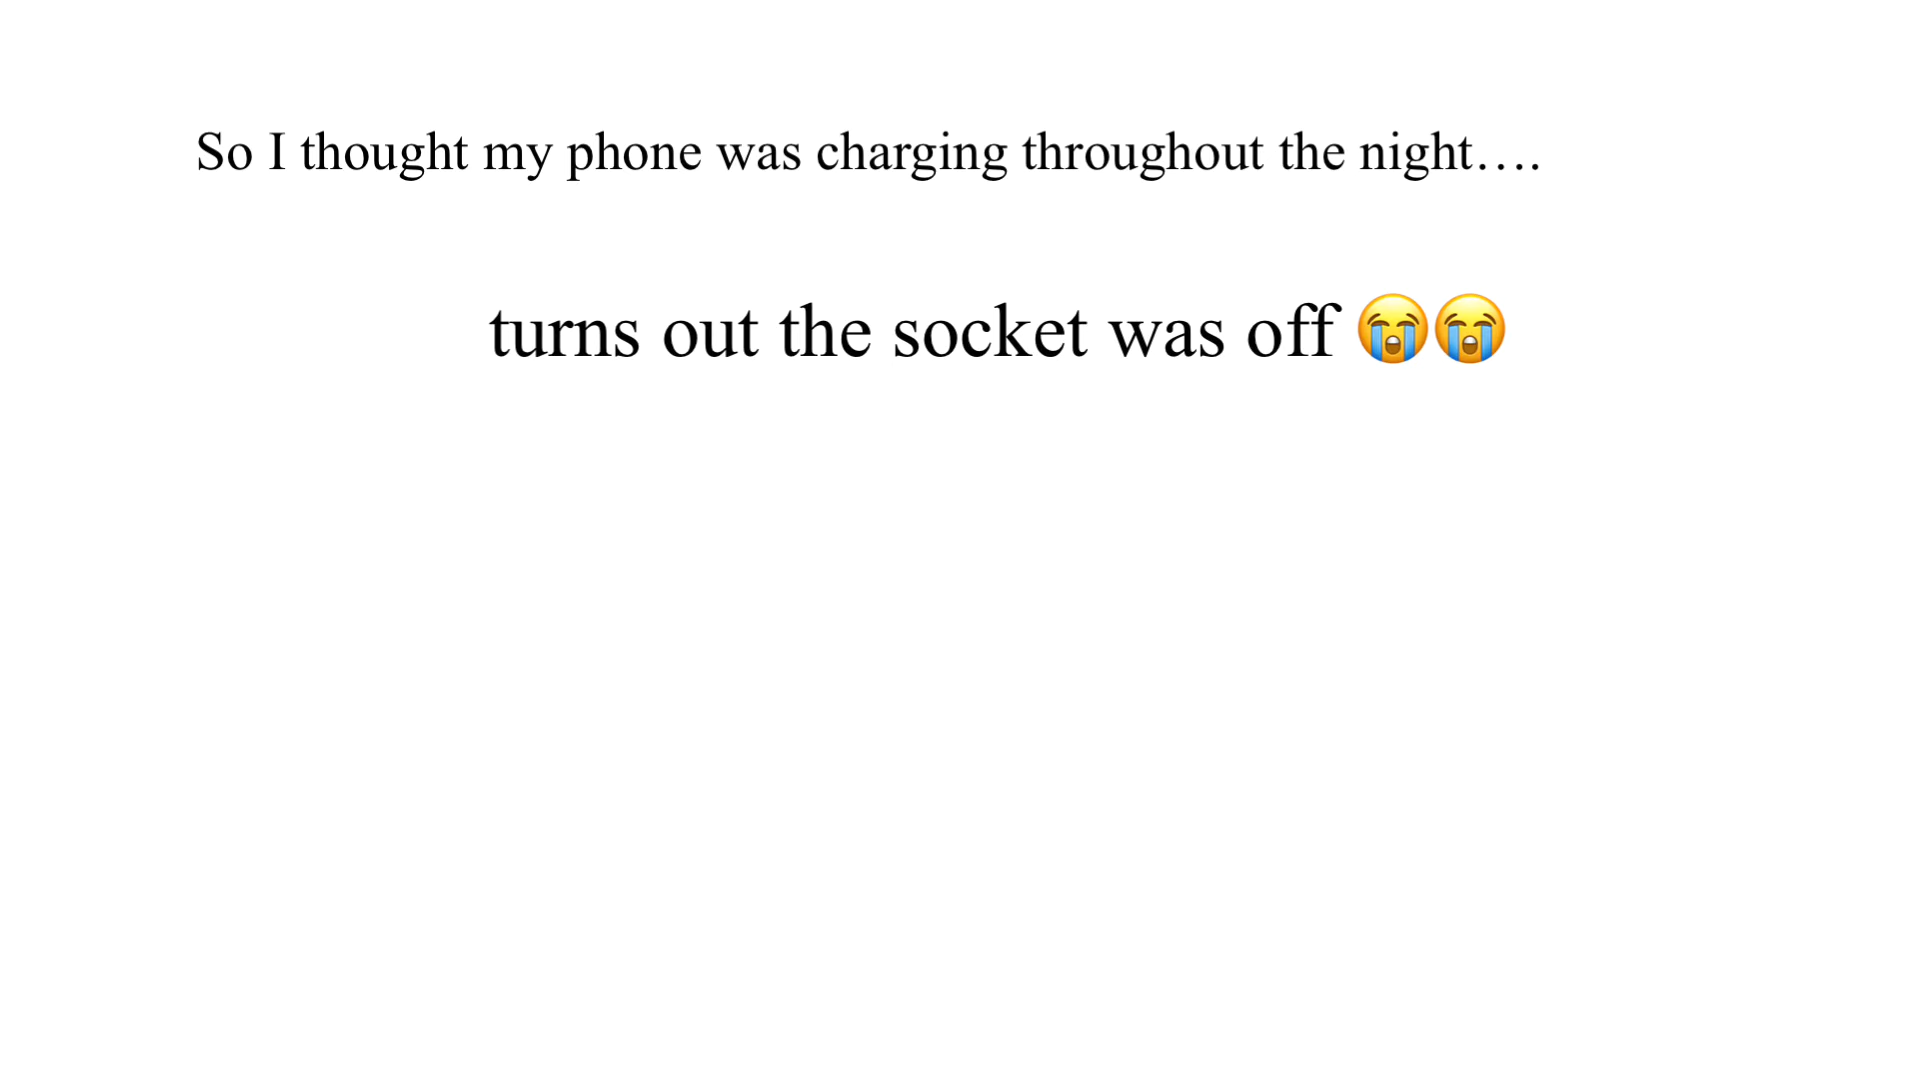 So I thought my phone was charging throughout the night….
turns out the socket was off 😭😭